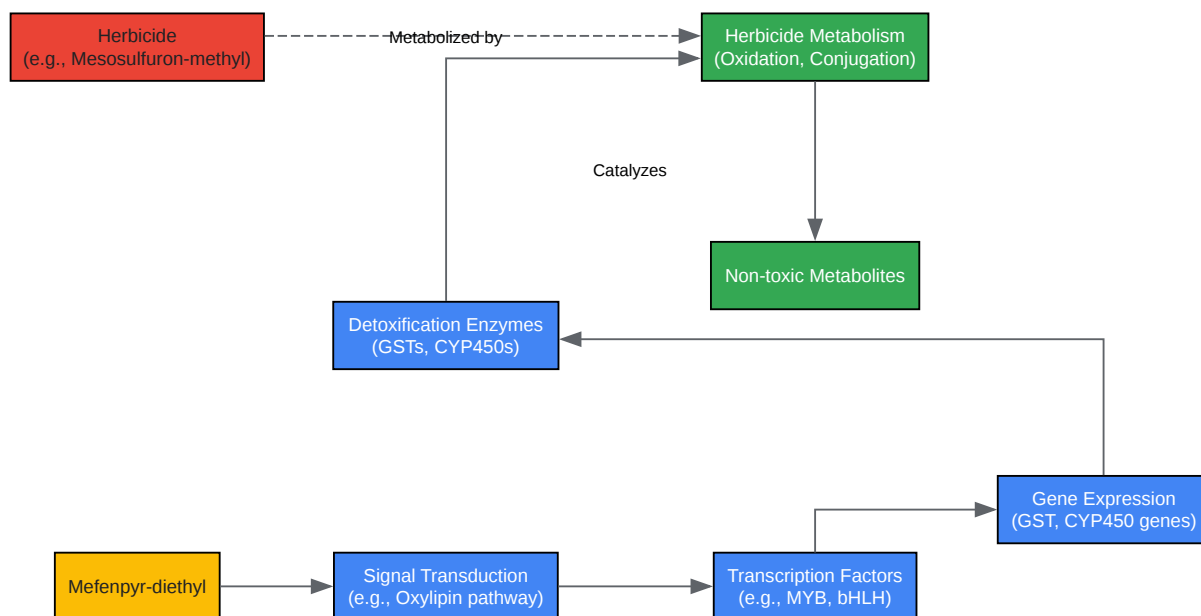 Herbicide
(e.g., Mesosulfuron-methyl)
Metabolized by
Herbicide Metabolism
(Oxidation, Conjugation)
Catalyzes
Non-toxic Metabolites
Detoxification Enzymes
(GSTs, CYP450s)
Gene Expression
(GST, CYP450 genes)
Mefenpyr-diethyl
Signal Transduction
(e.g., Oxylipin pathway)
Transcription Factors
(e.g., MYB, bHLH)